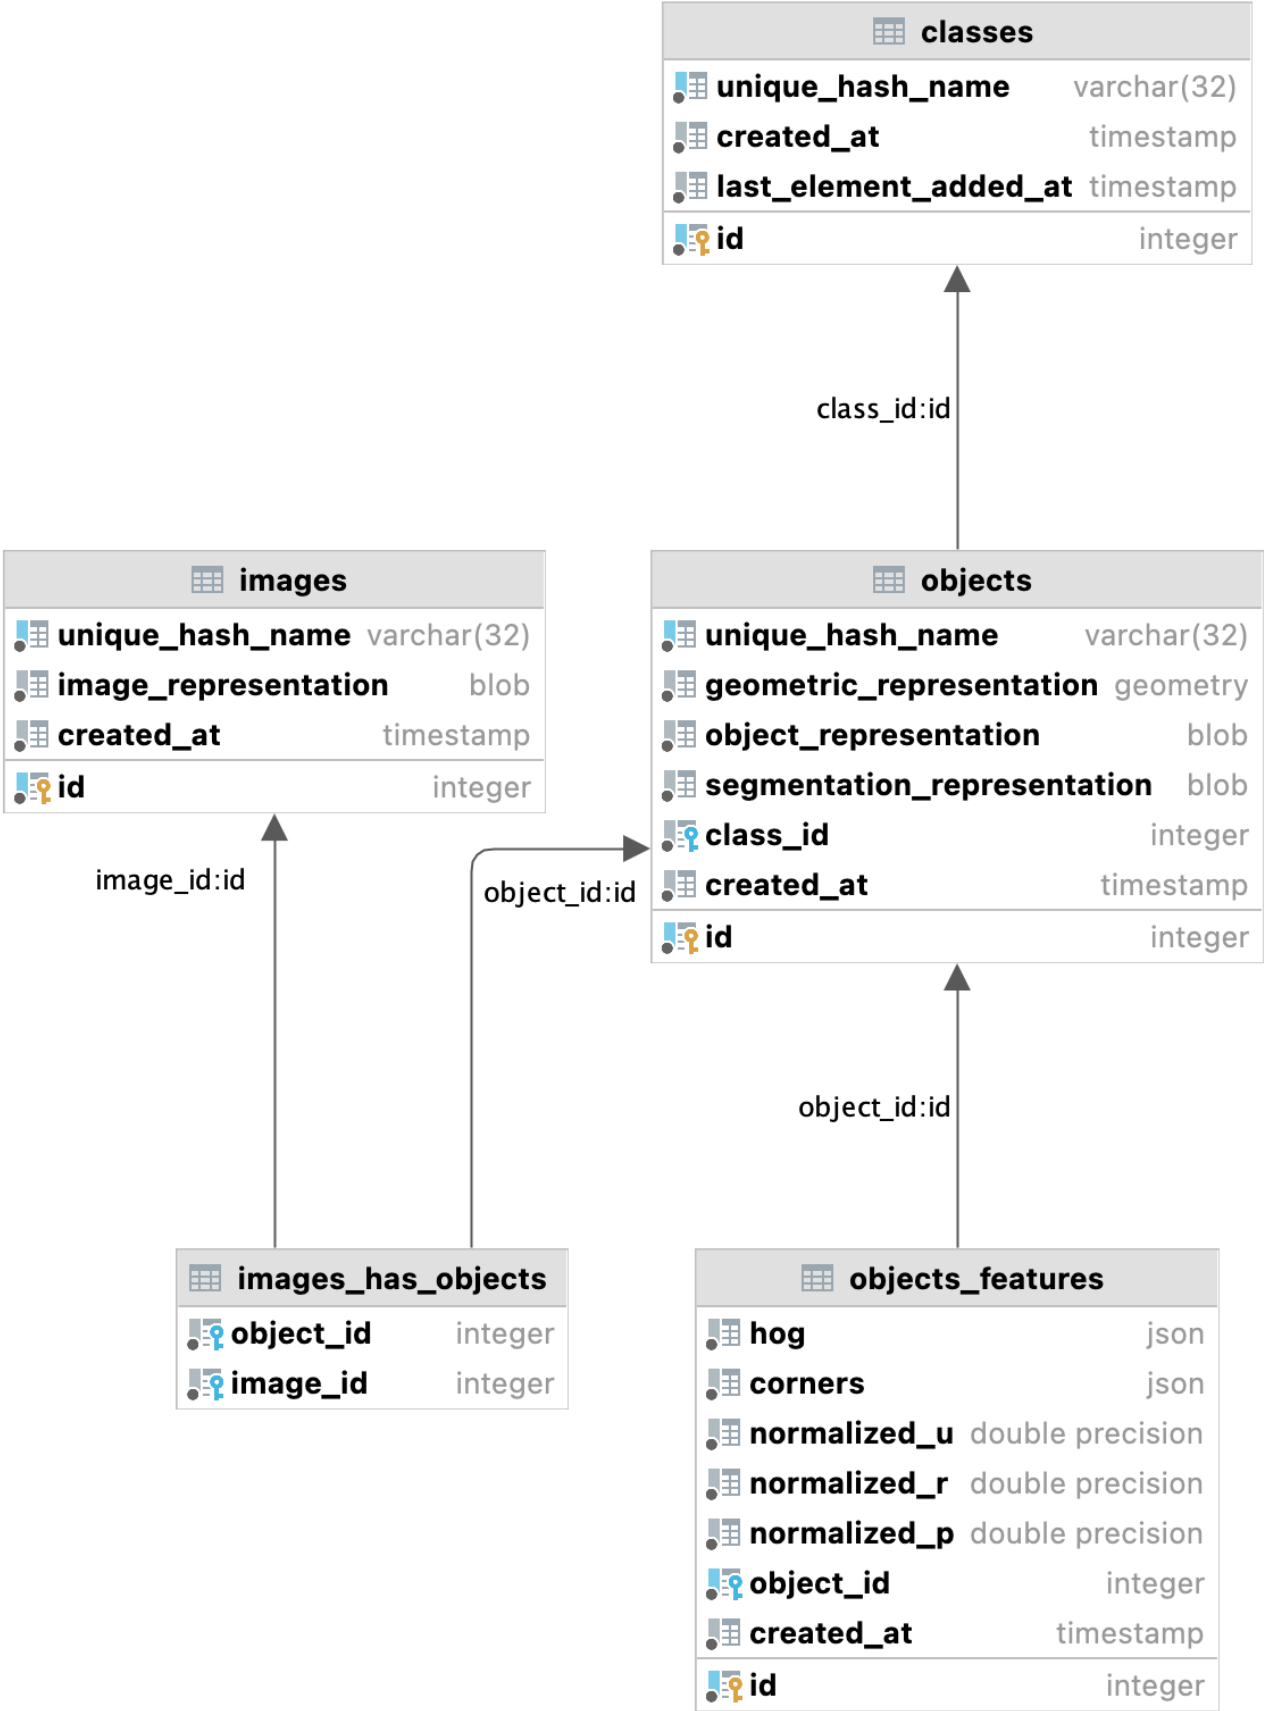 classes
unique_hash_name varchar(32)
created_at timestamp
last_element_added_at timestamp
id integer
class_id:id
images
unique_hash_name varchar(32)
image_representation blob
created_at timestamp
id integer
objects
unique_hash_name varchar(32)
geometric_representation geometry
object_representation blob
segmentation_representation blob
class_id integer
created_at timestamp
id integer
image_id:id
object_id:id
object_id:id
images_has_objects
object_id integer
image_id integer
objects_features
hog json
corners json
normalized_u double precision
normalized_r double precision
normalized_p double precision
object_id integer
created_at timestamp
id integer